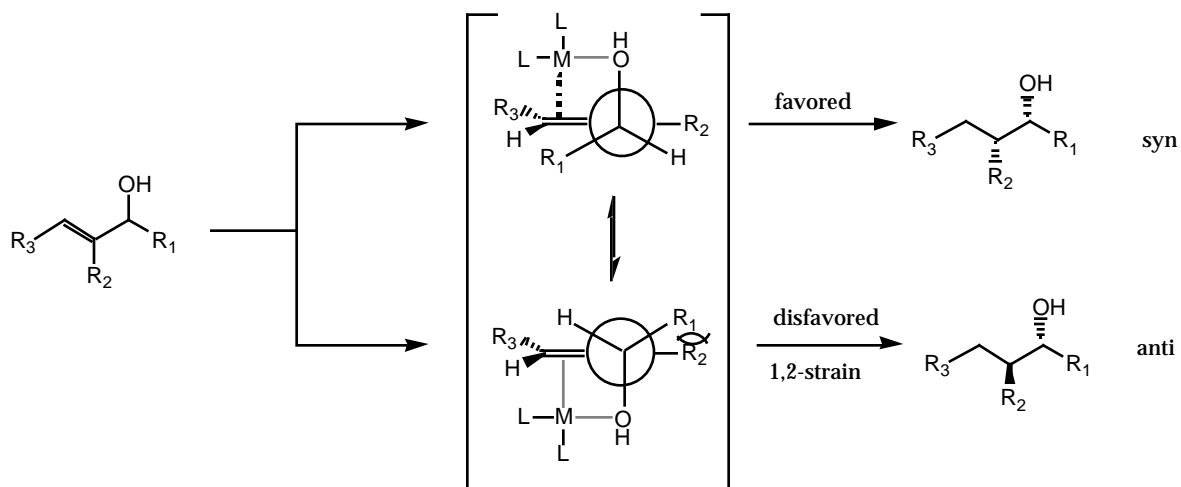 OH
R3
R2
R1
L
L
M
H
O
R3
H
R2
R1
H
H
R1
R3
H
R2
L
M
O
H
L
favored
disfavored
1,2-strain
OH
R3
R1
R2
syn
OH
R3
R1
R2
anti